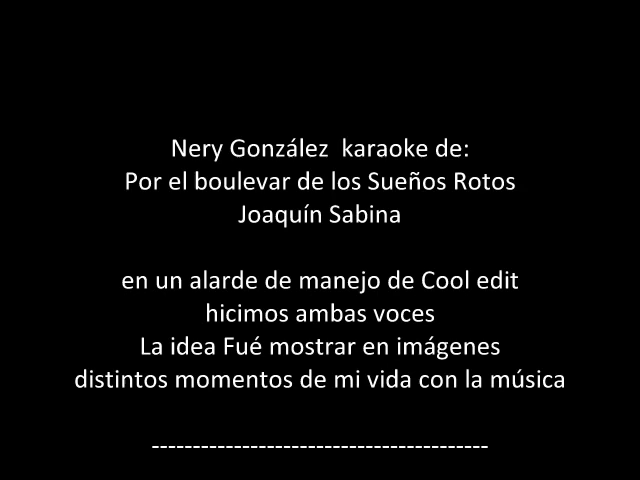 Nery González  karaoke de:
Por el boulevar de los Sueños Rotos
Joaquín Sabina
en un alarde de manejo de Cool edit
hicimos ambas voces
La idea Fué mostrar en imágenes
distintos momentos de mi vida con la música
-----------------------------------------